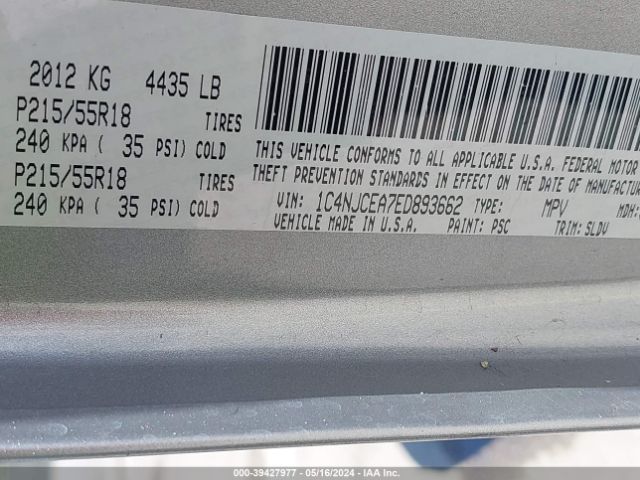 2012 KG 4435 LB
P215/55R18 TIRES
240 KPA ( 35 PSI) COLD
P215/55R18 TIRES
240 KPA ( 35 PSI) COLD
THIS VEHICLE CONFORMS TO ALL APPLICABLE U.S.A. FEDERAL MOTOR
THEFT PREVENTION STANDARDS IN EFFECT ON THE DATE OF MANUFACTUR
VIN: 1C4NJCEA7ED893662 TYPE: MPV MDH:
VEHICLE MADE IN U.S.A. PAINT: PSC TRIM: SLDV
000-39427977 - 05/16/2024 - IAA Inc.